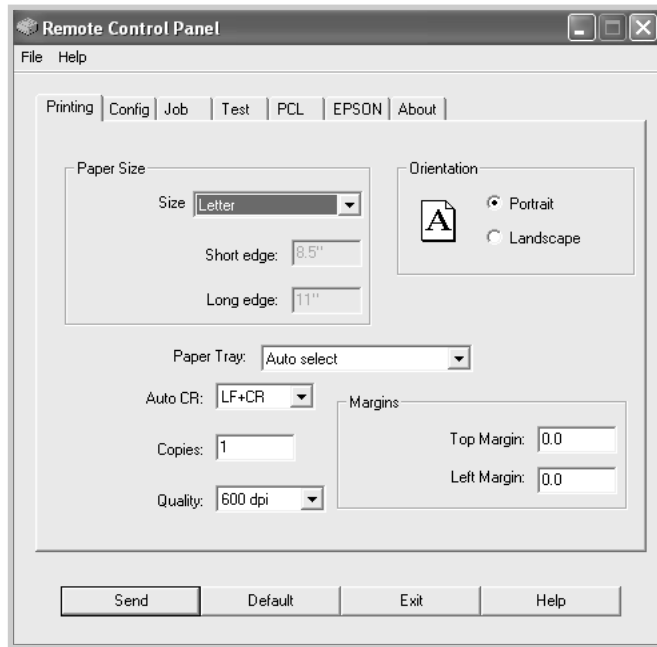 Remote Control Panel
File Help
Printing Config Job Test PCL EPSON About
Paper Size
Size Letter
Short edge: 8.5"
Long edge: 11"
Orientation
A
Portrait
Landscape
Paper Tray: Auto select
Auto CR: LF+CR
Copies: 1
Quality: 600 dpi
Margins
Top Margin: 0.0
Left Margin: 0.0
Send Default Exit Help